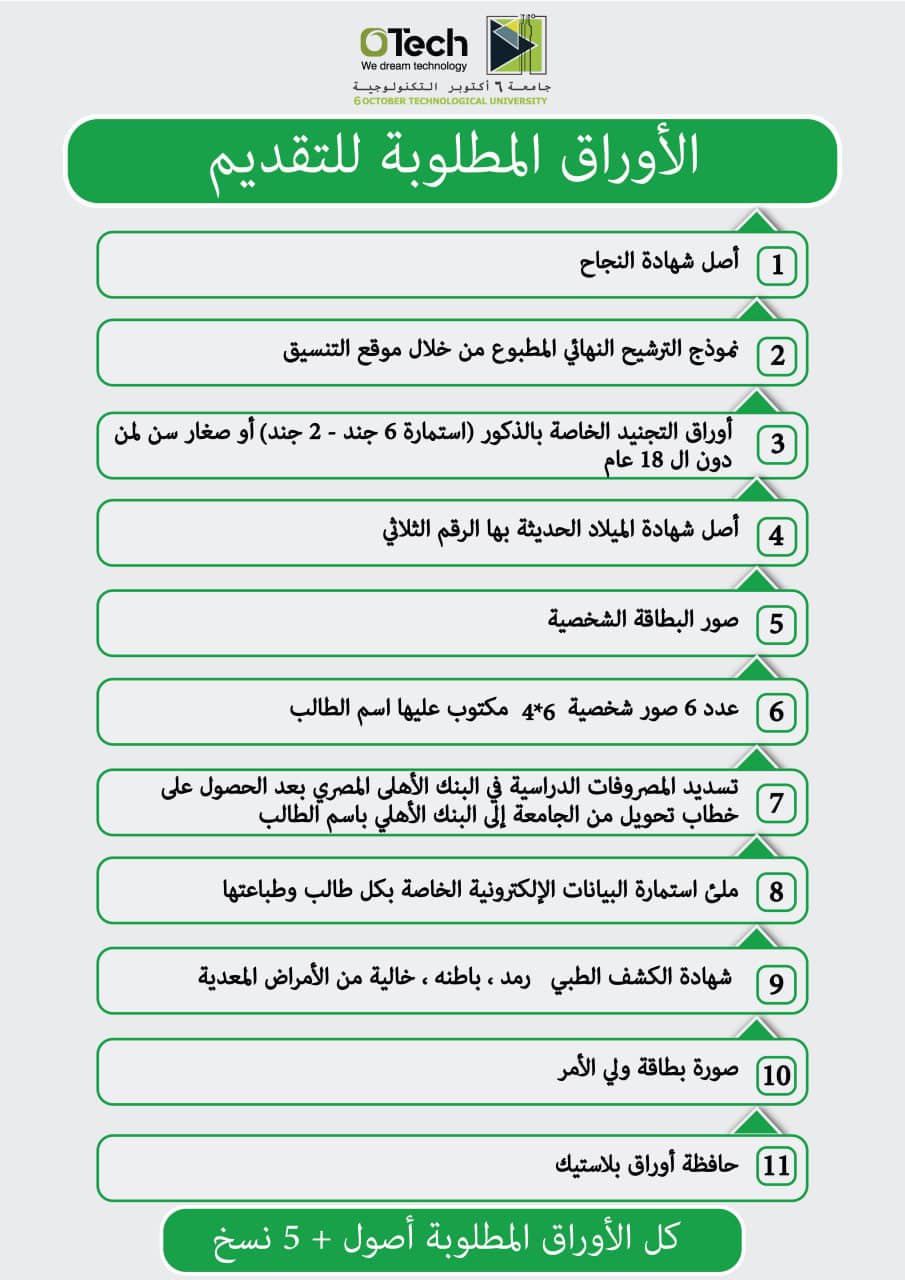 OTech
We dream technology
جامعة ٦ أكتوبر التكنولوجية
6 OCTOBER TECHNOLOGICAL UNIVERSITY
الأوراق المطلوبة للتقديم
1 أصل شهادة النجاح
2 نموذج الترشيح النهائي المطبوع من خلال موقع التنسيق
3 أوراق التجنيد الخاصة بالذكور (استمارة 6 جند - 2 جند) أو صغار سن لمن
دون ال 18 عام
4 أصل شهادة الميلاد الحديثة بها الرقم الثلاثي
5 صور البطاقة الشخصية
6 عدد 6 صور شخصية 6*4 مكتوب عليها اسم الطالب
7 تسديد المصروفات الدراسية في البنك الأهلى المصري بعد الحصول على
خطاب تحويل من الجامعة إلى البنك الأهلي باسم الطالب
8 ملئ استمارة البيانات الإلكترونية الخاصة بكل طالب وطباعتها
9 شهادة الكشف الطبي رمد ، باطنه ، خالية من الأمراض المعدية
10 صورة بطاقة ولي الأمر
11 حافظة أوراق بلاستيك
كل الأوراق المطلوبة أصول + 5 نسخ